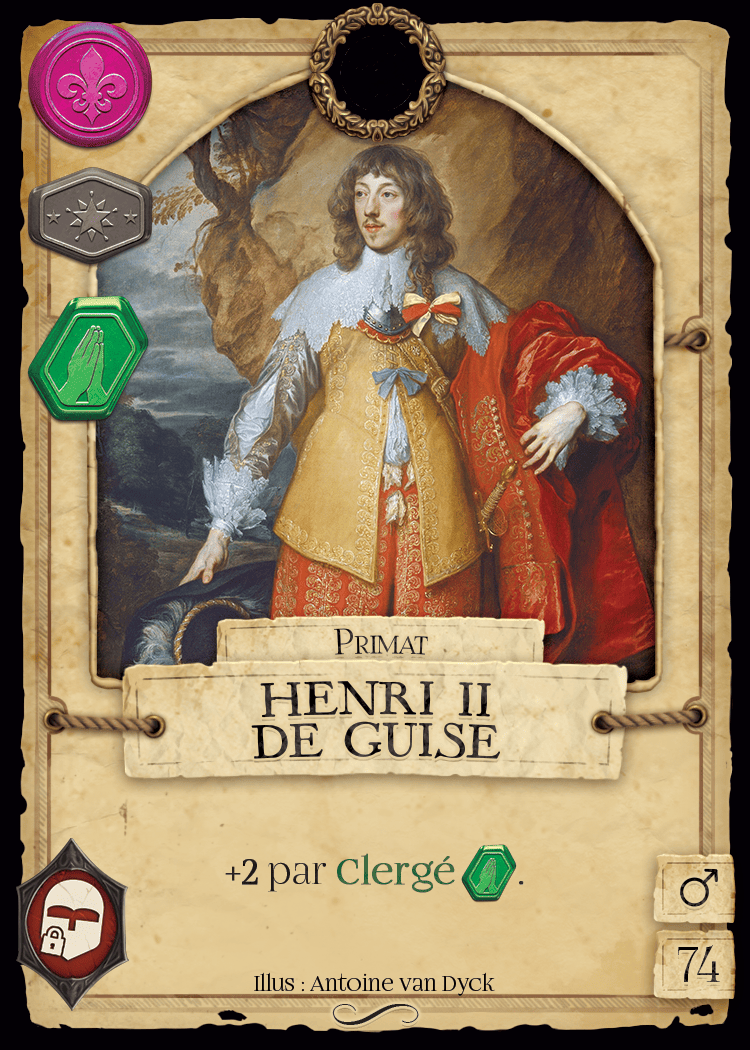 Primat
HENRI II
DE GUISE
+2 par Clergé .
♂
74
Illus : Antoine van Dyck